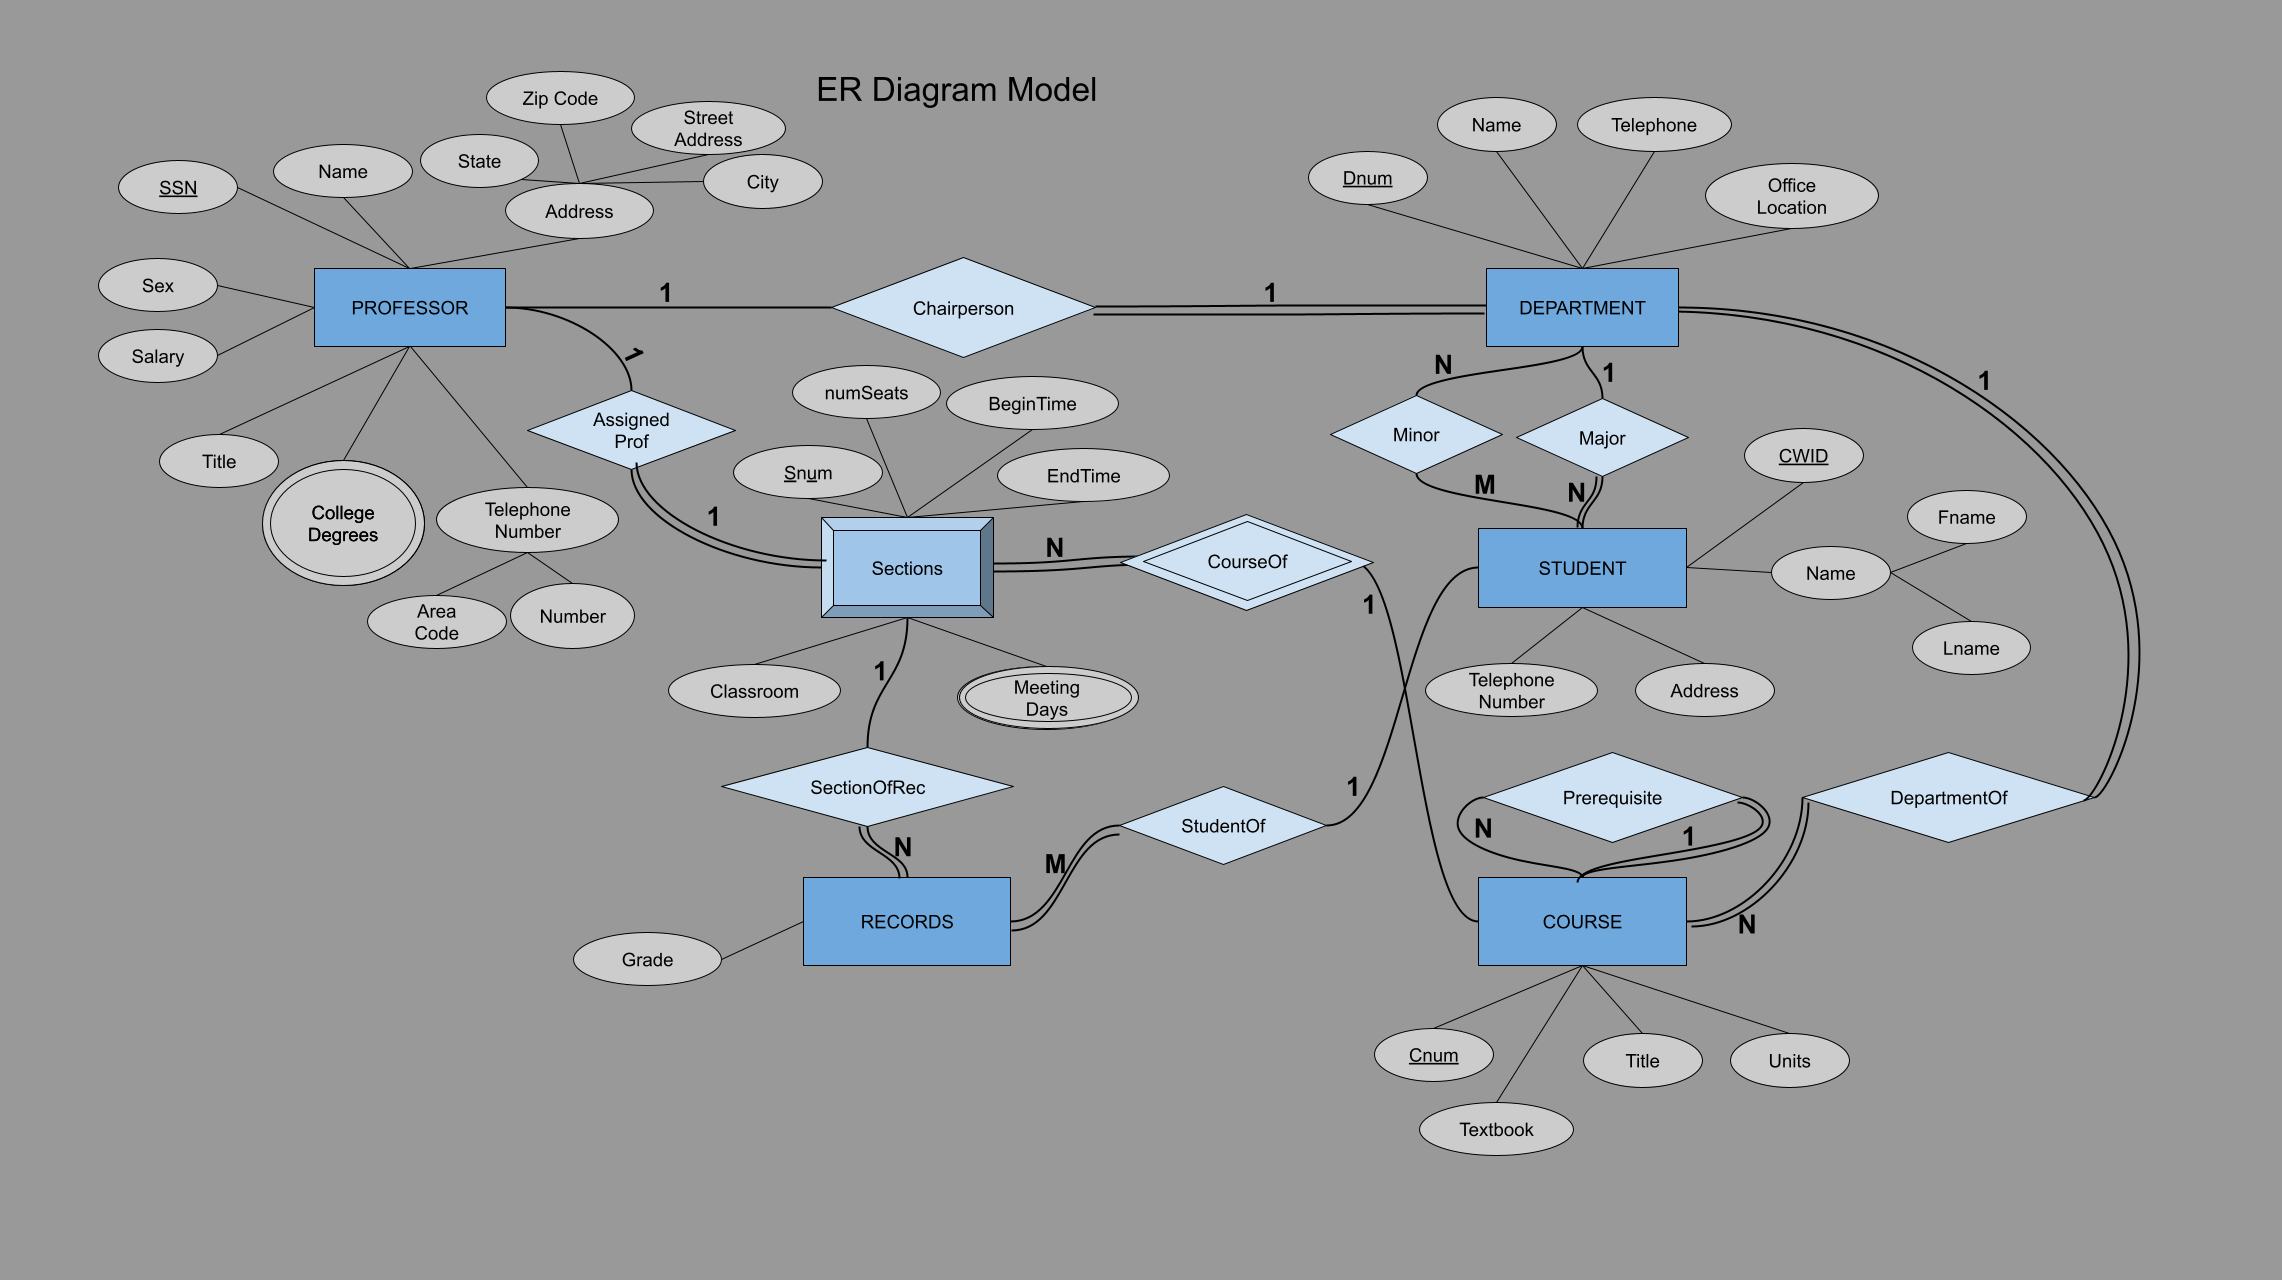 ER Diagram Model
Zip Code
Street
Address
State
City
Address
SSN
Name
Sex
Salary
PROFESSOR
Title
College
Degrees
Telephone
Number
Area
Code
Number
1
Chairperson
1
Name
Telephone
Dnum
Office
Location
DEPARTMENT
1
Assigned
Prof
1
numSeats
BeginTime
Snum
EndTime
Sections
Classroom
Meeting
Days
N
CourseOf
1
N
Minor
M
1
Major
N
1
CWID
STUDENT
Name
Fname
Lname
Telephone
Number
Address
1
SectionOfRec
N
RECORDS
Grade
M
StudentOf
1
Prerequisite
N
1
DepartmentOf
N
COURSE
Cnum
Title
Units
Textbook